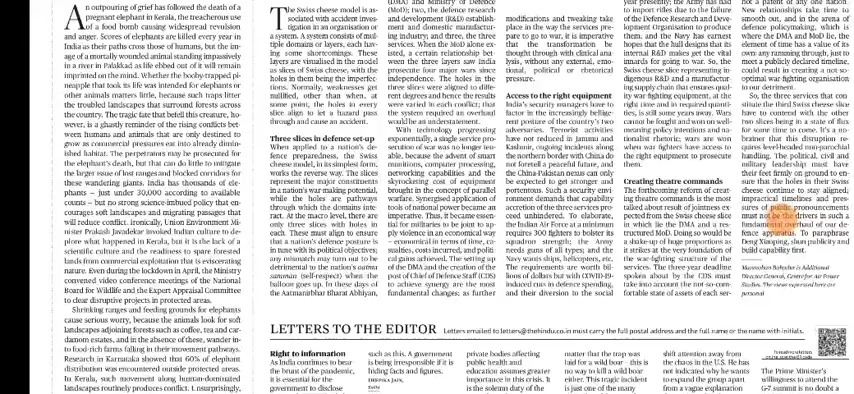 An outpouring of grief has followed the death of a
pregnant elephant in Kerala, the treacherous use
of a food bomb causing widespread revulsion
and anger. Scores of elephants are killed every year in
India as their paths cross those of humans, but the im-
age of a mortally wounded animal standing impassively
in a river in Palakkad as life ebbed out of it will remain
imprinted on the mind. Whether the booby-trapped pi-
neapple that took its life was intended for elephants or
other animals matters little, because such traps litter
the troubled landscapes that surround forests across
the country. The tragic fate that befell this creature, ho-
wever, is a ghastly reminder of the rising conflicts bet-
ween humans and animals that are only destined to
grow as commercial pressures eat into already dimin-
ished habitat. The perpetrators may be prosecuted for
the elephant's death, but that can do little to mitigate
the larger issue of lost ranges and blocked corridors for
these wandering giants. India has thousands of ele-
phants – just under 30,000 according to available
counts – but no strong science-imbued policy that en-
courages soft landscapes and migrating passages that
will reduce conflict. Ironically, Union Environment Mi-
nister Prakash Javadekar invoked Indian culture to de-
plore what happened in Kerala, but it is the lack of a
scientific culture and the readiness to spare forested
lands from commercial exploitation that is exsanguinating
nature. Even during the lockdown in April, the Ministry
convened video conference meetings of the National
Board for Wildlife and the Expert Appraisal Committee
to clear disruptive projects in protected areas.
Shrinking ranges and feeding grounds for elephants
cause serious worry, because the animals look for soft
landscapes adjoining forests such as coffee, tea and car-
damom estates, and in the absence of these, wander in-
to food-rich farms falling in their movement pathways.
Research in Karnataka showed that 60% of elephant
distribution was encountered outside protected areas.
In Kerala, such movement along human-dominated
landscapes routinely produces conflict. Unsurprisingly,
The Swiss cheese model is as-
sociated with accident inves-
tigation in an organisation or
a system. A system consists of mul-
tiple domains or layers, each hav-
ing some shortcomings. These
layers are visualised in the model
as slices of Swiss cheese, with the
holes in them being the imperfec-
tions. Normally, weaknesses get
nullified, other than when, at
some point, the holes in every
slice align to let a hazard pass
through and cause an accident.
Three slices in defence set-up
When applied to a nation's de-
fence preparedness, the Swiss
cheese model, in its simplest form,
works the reverse way. The slices
represent the major constituents
in a nation's war making potential,
while the holes are pathways
through which the domains inte-
ract. At the macro level, there are
only three slices with holes in
each. These must align to ensure
that a nation's defence posture is
in tune with its political objectives;
any mismatch may turn out to be
detrimental to the nation's aatma
samman (self-respect) when the
balloon goes up. In these days of
the Aatmanirbhar Bharat Abhiyan,
(DMA) and Ministry of Defence
(MoD); two, the defence research
and development (R&D) establish-
ment and domestic manufactur-
ing industry; and three, the three
services. When the MoD alone ex-
isted, a certain relationship bet-
ween the three layers saw India
prosecute four major wars since
independence. The holes in the
three slices were aligned to differ-
ent degrees and hence the results
were varied in each conflict; that
the system required an overhaul
would be an understatement.
With technology progressing
exponentially, a single service pro-
secution of war was no longer ten-
able, because the advent of smart
munitions, computer processing,
networking capabilities and the
skyrocketing cost of equipment
brought in the concept of parallel
warfare. Synergised application of
tools of national power became an
imperative. Thus, it became essen-
tial for militaries to be joint to ap-
ply violence in an economical way
– economical in terms of time, ca-
sualties, costs incurred, and politi-
cal gains achieved. The setting up
of the DMA and the creation of the
post of Chief of Defence Staff (CDS)
to achieve synergy are the most
fundamental changes; as further
modifications and tweaking take
place in the way the services pre-
pare to go to war, it is imperative
that the transformation be
thought through with clinical ana-
lysis, without any external, emo-
tional, political or rhetorical
pressure.
Access to the right equipment
India's security managers have to
factor in the increasingly bellige-
rent posture of the country's two
adversaries. Terrorist activities
have not reduced in Jammu and
Kashmir, ongoing incidents along
the northern border with China do
not foretell a peaceful future, and
the China-Pakistan nexus can only
be expected to get stronger and
portentous. Such a security envi-
ronment demands that capability
accretion of the three services pro-
ceed unhindered. To elaborate,
the Indian Air Force at a minimum
requires 300 fighters to bolster its
squadron strength; the Army
needs guns of all types; and the
Navy wants ships, helicopters, etc.
The requirements are worth bil-
lions of dollars but with COVID-19-
induced cuts in defence spending,
and their diversion to the social
year presently; the Army has had
to import rifles due to failure of
the Defence Research and Deve-
lopment Organisation to produce
them, and the Navy has earnest
hopes that the hull designs that its
internal R&D makes get the vital
innards for going to war. So, the
Swiss cheese slice representing in-
digenous R&D and a manufactur-
ing supply chain that ensures qual-
ity war fighting equipment, at the
right time and in required quanti-
ties, is still some years away. Wars
cannot be fought and won on well-
meaning policy intentions and na-
tionalist rhetoric; wars are won
when war fighters have access to
the right equipment to prosecute
them.
Creating theatre commands
The forthcoming reform of creat-
ing theatre commands is the most
talked about result of jointness ex-
pected from the Swiss cheese slice
in which lie the DMA and a res-
tructured MoD. Doing so would be
a shake-up of huge proportions as
it strikes at the very foundation of
the war-fighting structure of the
services. The three year deadline
spoken about by the CDS must
take into account the not-so-com-
fortable state of assets of each ser-
not a patent of any one nation.
New relationships take time to
smooth out, and in the arena of
defence policymaking, which is
where the DMA and MoD lie, the
element of time has a value of its
own any ramming through, just to
meet a publicly declared timeline,
could result in creating a not so-
optimal war fighting organisation
to our detriment.
So, the three services that con-
stitute the third Swiss cheese slice
have to contend with the other
two slices being in a state of flux
for some time to come. It's a no-
brainer that this disruption re-
quires level-headed non-parochial
handling. The political, civil and
military leadership must have
their feet firmly on ground to en-
sure that the holes in their Swiss
cheese continue to stay aligned;
impractical timelines and pres-
sures of public pronouncements
must not be the drivers in such a
fundamental overhaul of our de-
fence apparatus. To paraphrase
Deng Xiaoping, shun publicity and
build capability first.
Manmohan Bahadur is Additional
Director General, Centre for Air Power
Studies. The views expressed here are
personal
LETTERS TO THE EDITOR Letters emailed to letters@thehindu.co.in must carry the full postal address and the full name or the name with initials.
Right to information
As India continues to bear
the brunt of the pandemic,
it is essential for the
government to disclose
such as this. A government
is being irresponsible if it is
hiding facts and figures.
private bodies affecting
public health and
education assumes greater
importance in this crisis. It
is the solemn duty of the
matter that the trap was
laid for a wild boar – this is
no way to kill a wild boar
either. This tragic incident
is just one of the many
shift attention away from
the chaos in the U.S. He has
not indicated why he wants
to expand the group apart
from a vague explanation
The Prime Minister's
willingness to attend the
G-7 summit is no doubt a